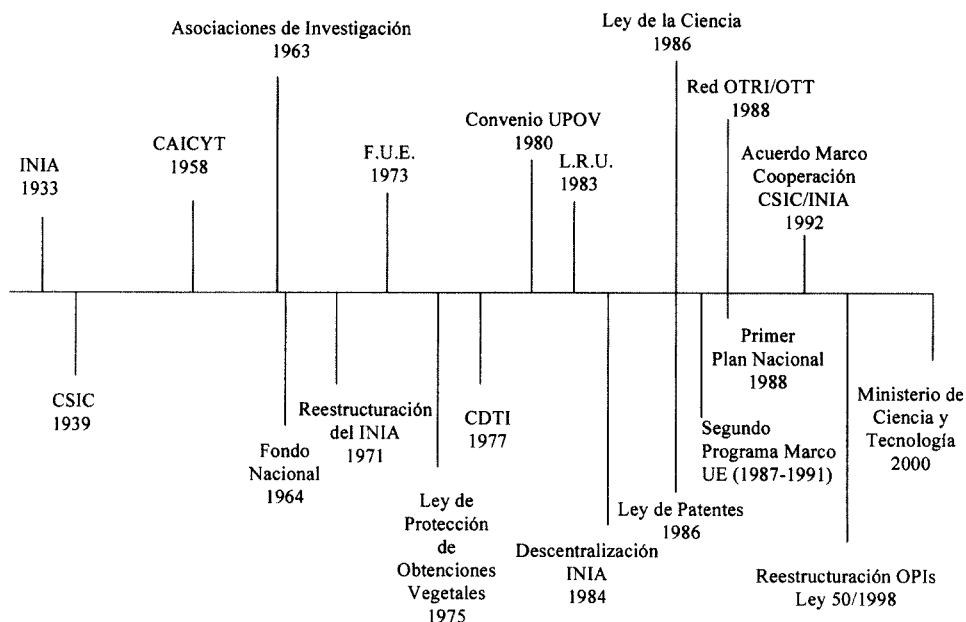 Asociaciones de Investigación
1963
Ley de la Ciencia
1986
Red OTRI/OTT
1988
Convenio UPOV
1980
CAICYT
1958
F.U.E.
1973
L.R.U.
1983
Acuerdo Marco
Cooperación
CSIC/INIA
1992
INIA
1933
CSIC
1939
Fondo
Nacional
1964
Reestructuración
del INIA
1971
Ley de
Protección
de
Obtenciones
Vegetales
1975
CDTI
1977
Descentralización
INIA
1984
Ley de Patentes
1986
Segundo
Programa Marco
UE (1987-1991)
Primer
Plan Nacional
1988
Reestructuración OPIs
Ley 50/1998
Ministerio de
Ciencia y
Tecnología
2000